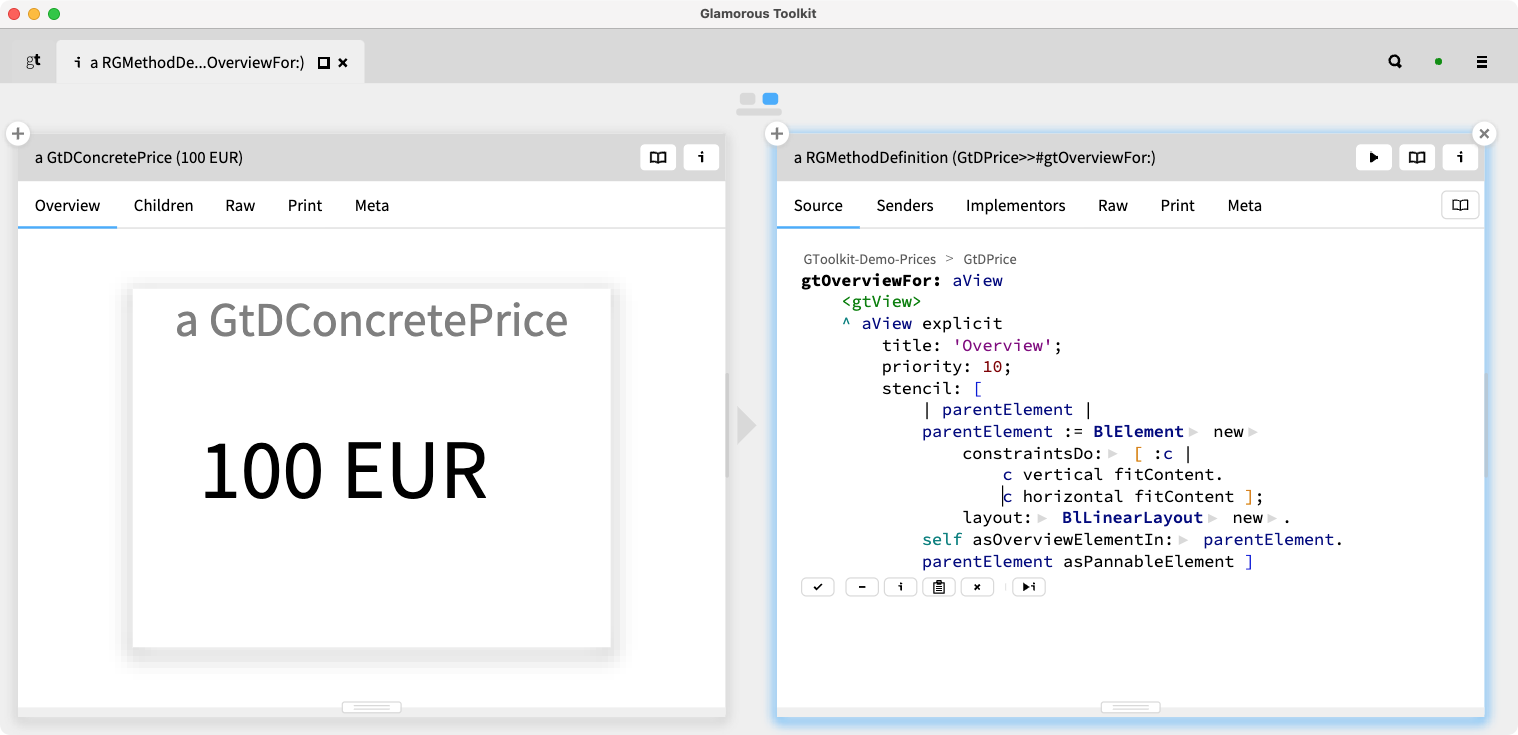 Glamorous Toolkit
gt
i a RGMethodDe...OverviewFor:)
a GtDConcretePrice (100 EUR)
i
Overview Children Raw Print Meta
a GtDConcretePrice
100 EUR
a RGMethodDefinition (GtDPrice>>#gtOverviewFor:)
i
Source Senders Implementors Raw Print Meta
GToolkit-Demo-Prices > GtDPrice
gtOverviewFor: aView
<gtView>
^ aView explicit
title: 'Overview';
priority: 10;
stencil: [
| parentElement |
parentElement := BlElement new
constraintsDo: [ :c |
c vertical fitContent.
c horizontal fitContent ];
layout: BlLinearLayout new .
self asOverviewElementIn: parentElement.
parentElement asPannableElement ]
i
i